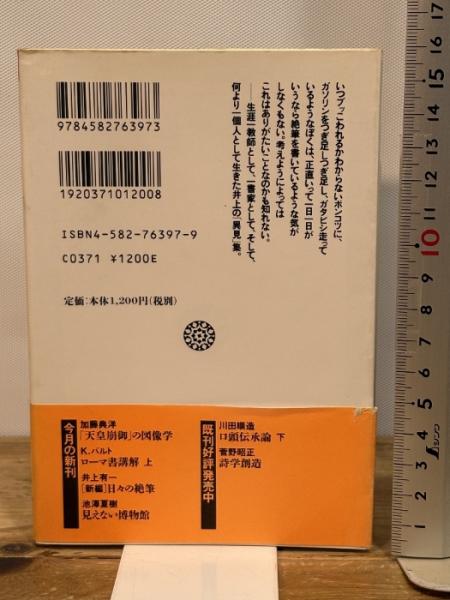 いつブッこわれるかわからないポンコツに、
ガソリンをつぎ足しつぎ足し、ガタピシ走って
いるようなぼくは、正直いって一日一日が
いうなら絶筆を書いているような気が
しなくもない。考えようによっては
これはありがたいことなのかも知れない。
――生涯一教師として、一書家として、そして、
何より一個人として生きた井上の「異見」集。
9784582763973
1920371012008
ISBN4-582-76397-9
C0371 ¥1200E
定価:本体1,200円(税別)
今月の新刊
加藤典洋
「天皇崩御」の図像学
K.バルト
ローマ書講解 上
井上有一
[新編]日々の絶筆
池澤夏樹
見えない博物館
既刊好評発売中
川田順造
口頭伝承論 下
菅野昭正
詩学創造
17
16
15
14
13
12
11
10
9
8
7
6
5
4
3
2
1
シンワ